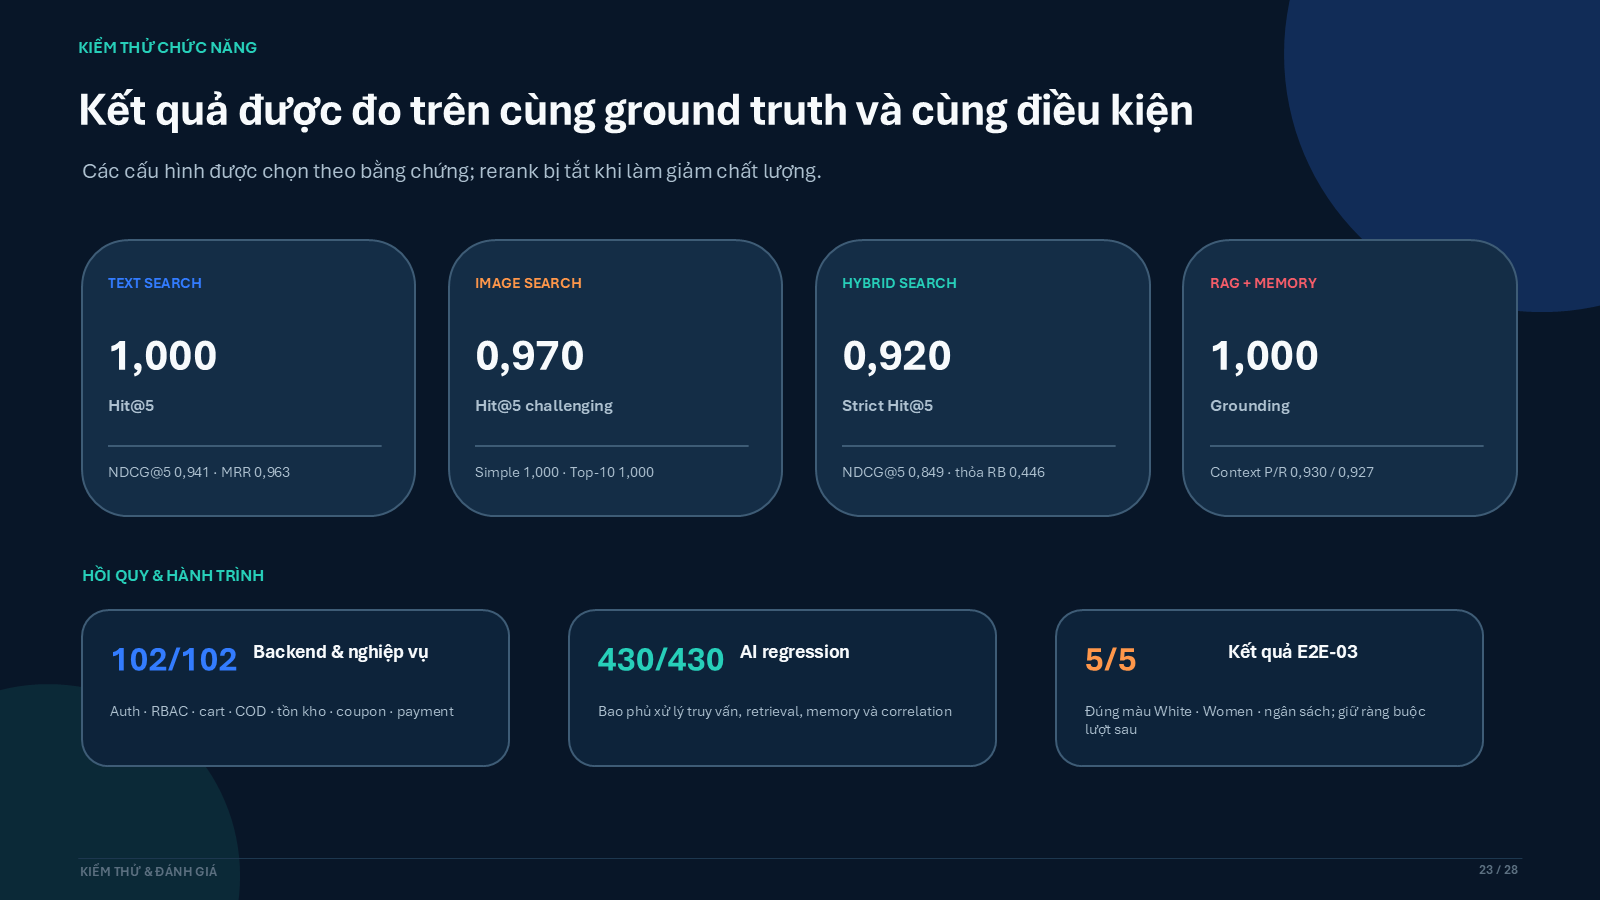 KIỂM THỬ CHỨC NĂNG
Kết quả được đo trên cùng ground truth và cùng điều kiện
Các cấu hình được chọn theo bằng chứng; rerank bị tắt khi làm giảm chất lượng.
TEXT SEARCH
1,000
Hit@5
NDCG@5 0,941 · MRR 0,963
IMAGE SEARCH
0,970
Hit@5 challenging
Simple 1,000 · Top-10 1,000
HYBRID SEARCH
0,920
Strict Hit@5
NDCG@5 0,849 · thỏa RB 0,446
RAG + MEMORY
1,000
Grounding
Context P/R 0,930 / 0,927
HỒI QUY & HÀNH TRÌNH
102/102 Backend & nghiệp vụ
Auth · RBAC · cart · COD · tồn kho · coupon · payment
430/430 AI regression
Bao phủ xử lý truy vấn, retrieval, memory và correlation
5/5 Kết quả E2E-03
Đúng màu White · Women · ngân sách; giữ ràng buộc
lượt sau
KIỂM THỬ & ĐÁNH GIÁ
23 / 28